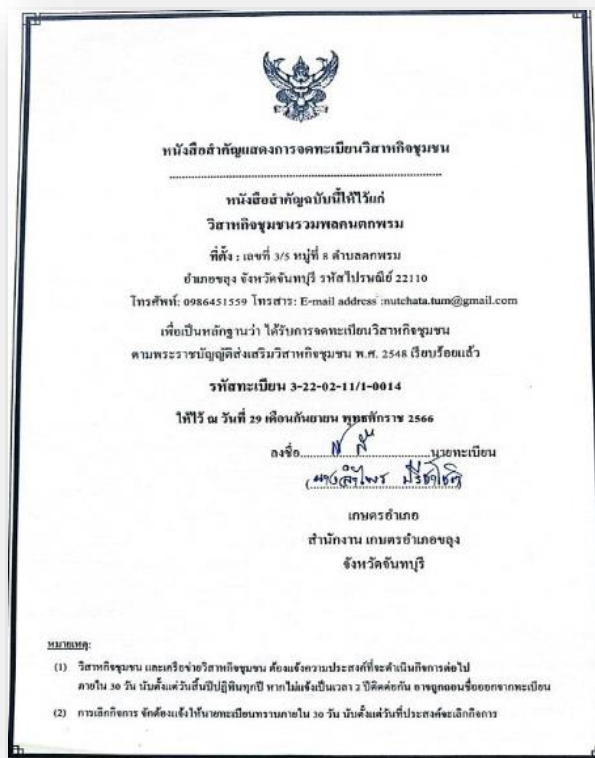 หนังสือสำคัญแสดงการจดทะเบียนวิสาหกิจชุมชน
หนังสือสำคัญฉบับนี้ให้ไว้แก่
วิสาหกิจชุมชนรวมพลคนตกพรม
ที่ตั้ง : เลขที่ 3/5 หมู่ที่ 8 ตำบลตกพรม
อำเภอขลุง จังหวัดจันทบุรี รหัสไปรษณีย์ 22110
โทรศัพท์: 0986451559 โทรสาร: E-mail address :nutchata.tum@gmail.com
เพื่อเป็นหลักฐานว่า ได้รับการจดทะเบียนวิสาหกิจชุมชน
ตามพระราชบัญญัติส่งเสริมวิสาหกิจชุมชน พ.ศ. 2548 เรียบร้อยแล้ว
รหัสทะเบียน 3-22-02-11/1-0014
ให้ไว้ ณ วันที่ 29 เดือนกันยายน พุทธศักราช 2566
ลงชื่อ..............................นายทะเบียน
(นางลำไพร ปรีชาโชติ)
เกษตรอำเภอ
สำนักงาน เกษตรอำเภอขลุง
จังหวัดจันทบุรี
หมายเหตุ:
(1) วิสาหกิจชุมชน และเครือข่ายวิสาหกิจชุมชน ต้องแจ้งความประสงค์ที่จะดำเนินกิจการต่อไป
ภายใน 30 วัน นับตั้งแต่วันสิ้นปีปฏิทินทุกปี หากไม่แจ้งเป็นเวลา 2 ปีติดต่อกัน อาจถูกถอนชื่อออกจากทะเบียน
(2) การเลิกกิจการ จักต้องแจ้งให้นายทะเบียนทราบภายใน 30 วัน นับตั้งแต่วันที่ประสงค์จะเลิกกิจการ